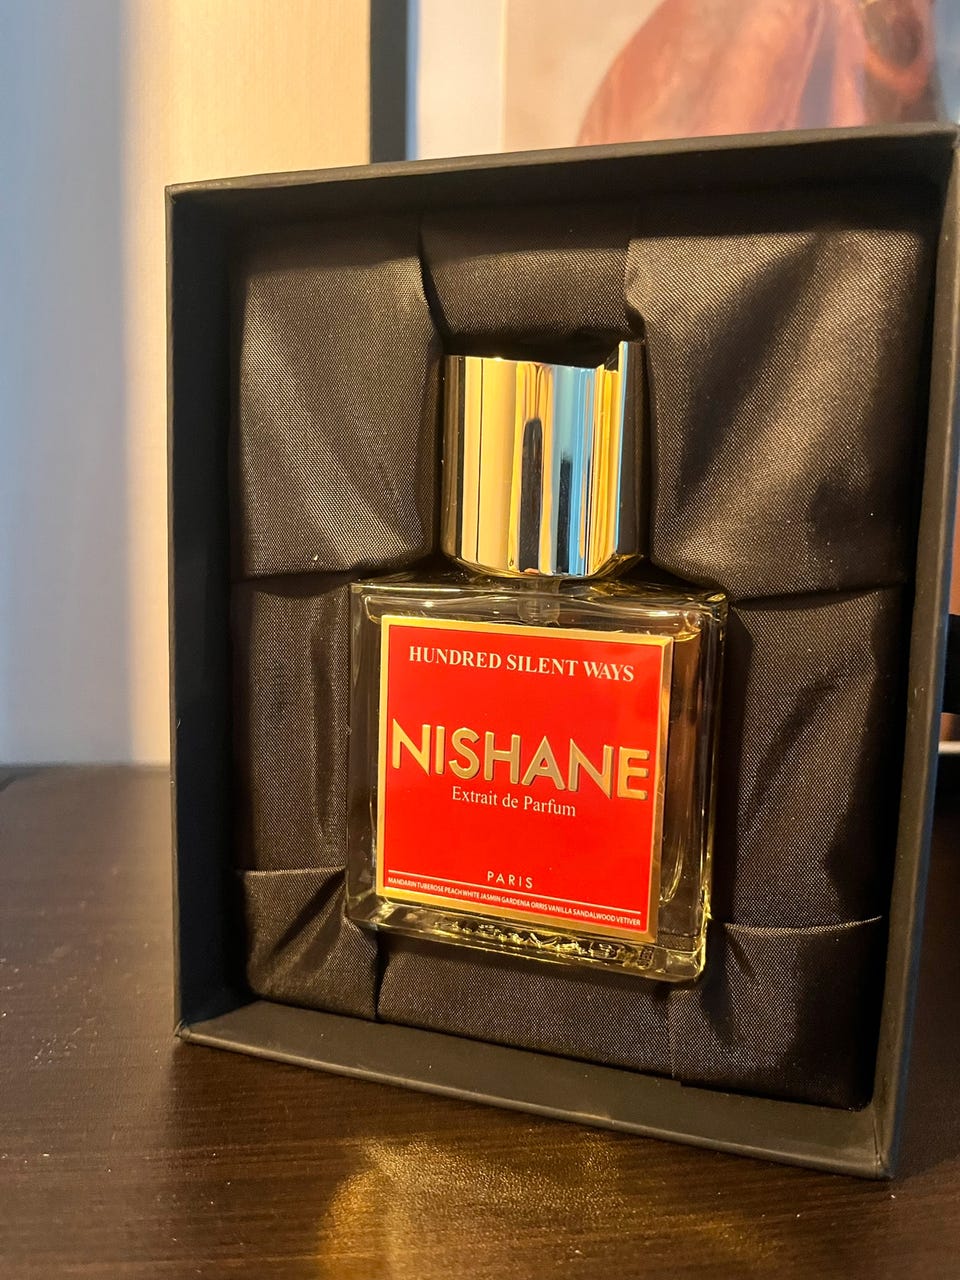 HUNDRED SILENT WAYS
NISHANE
Extrait de Parfum
PARIS
MANDARIN TUBEROSE PEACH WHITE JASMIN GARDENIA ORRIS VANILLA SANDALWOOD VETIVER